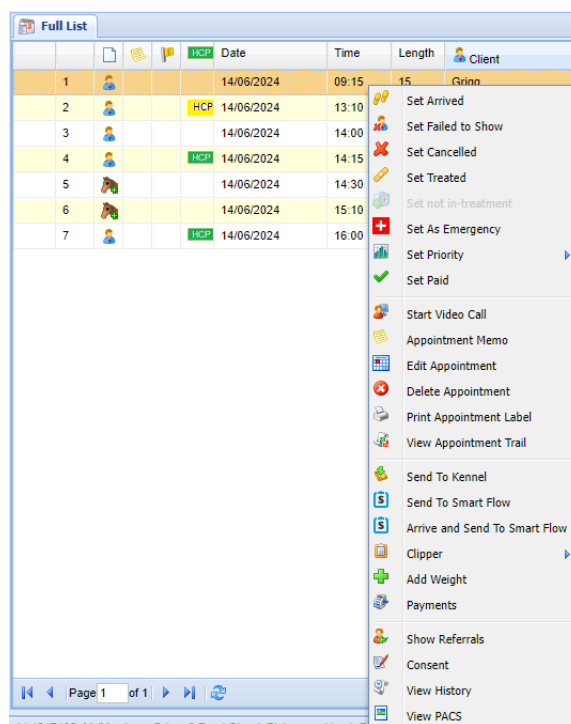 Full List
HCP Date Time Length Client
1 14/06/2024 09:15 15 Grigg
2 HCP 14/06/2024 13:10
3 14/06/2024 14:00
4 HCP 14/06/2024 14:15
5 14/06/2024 14:30
6 14/06/2024 15:10
7 HCP 14/06/2024 16:00
Set Arrived
Set Failed to Show
Set Cancelled
Set Treated
Set not in-treatment
Set As Emergency
Set Priority
Set Paid
Start Video Call
Appointment Memo
Edit Appointment
Delete Appointment
Print Appointment Label
View Appointment Trail
Send To Kennel
S Send To Smart Flow
S Arrive and Send To Smart Flow
Clipper
Add Weight
Payments
Show Referrals
Consent
View History
View PACS
Page 1 of 1